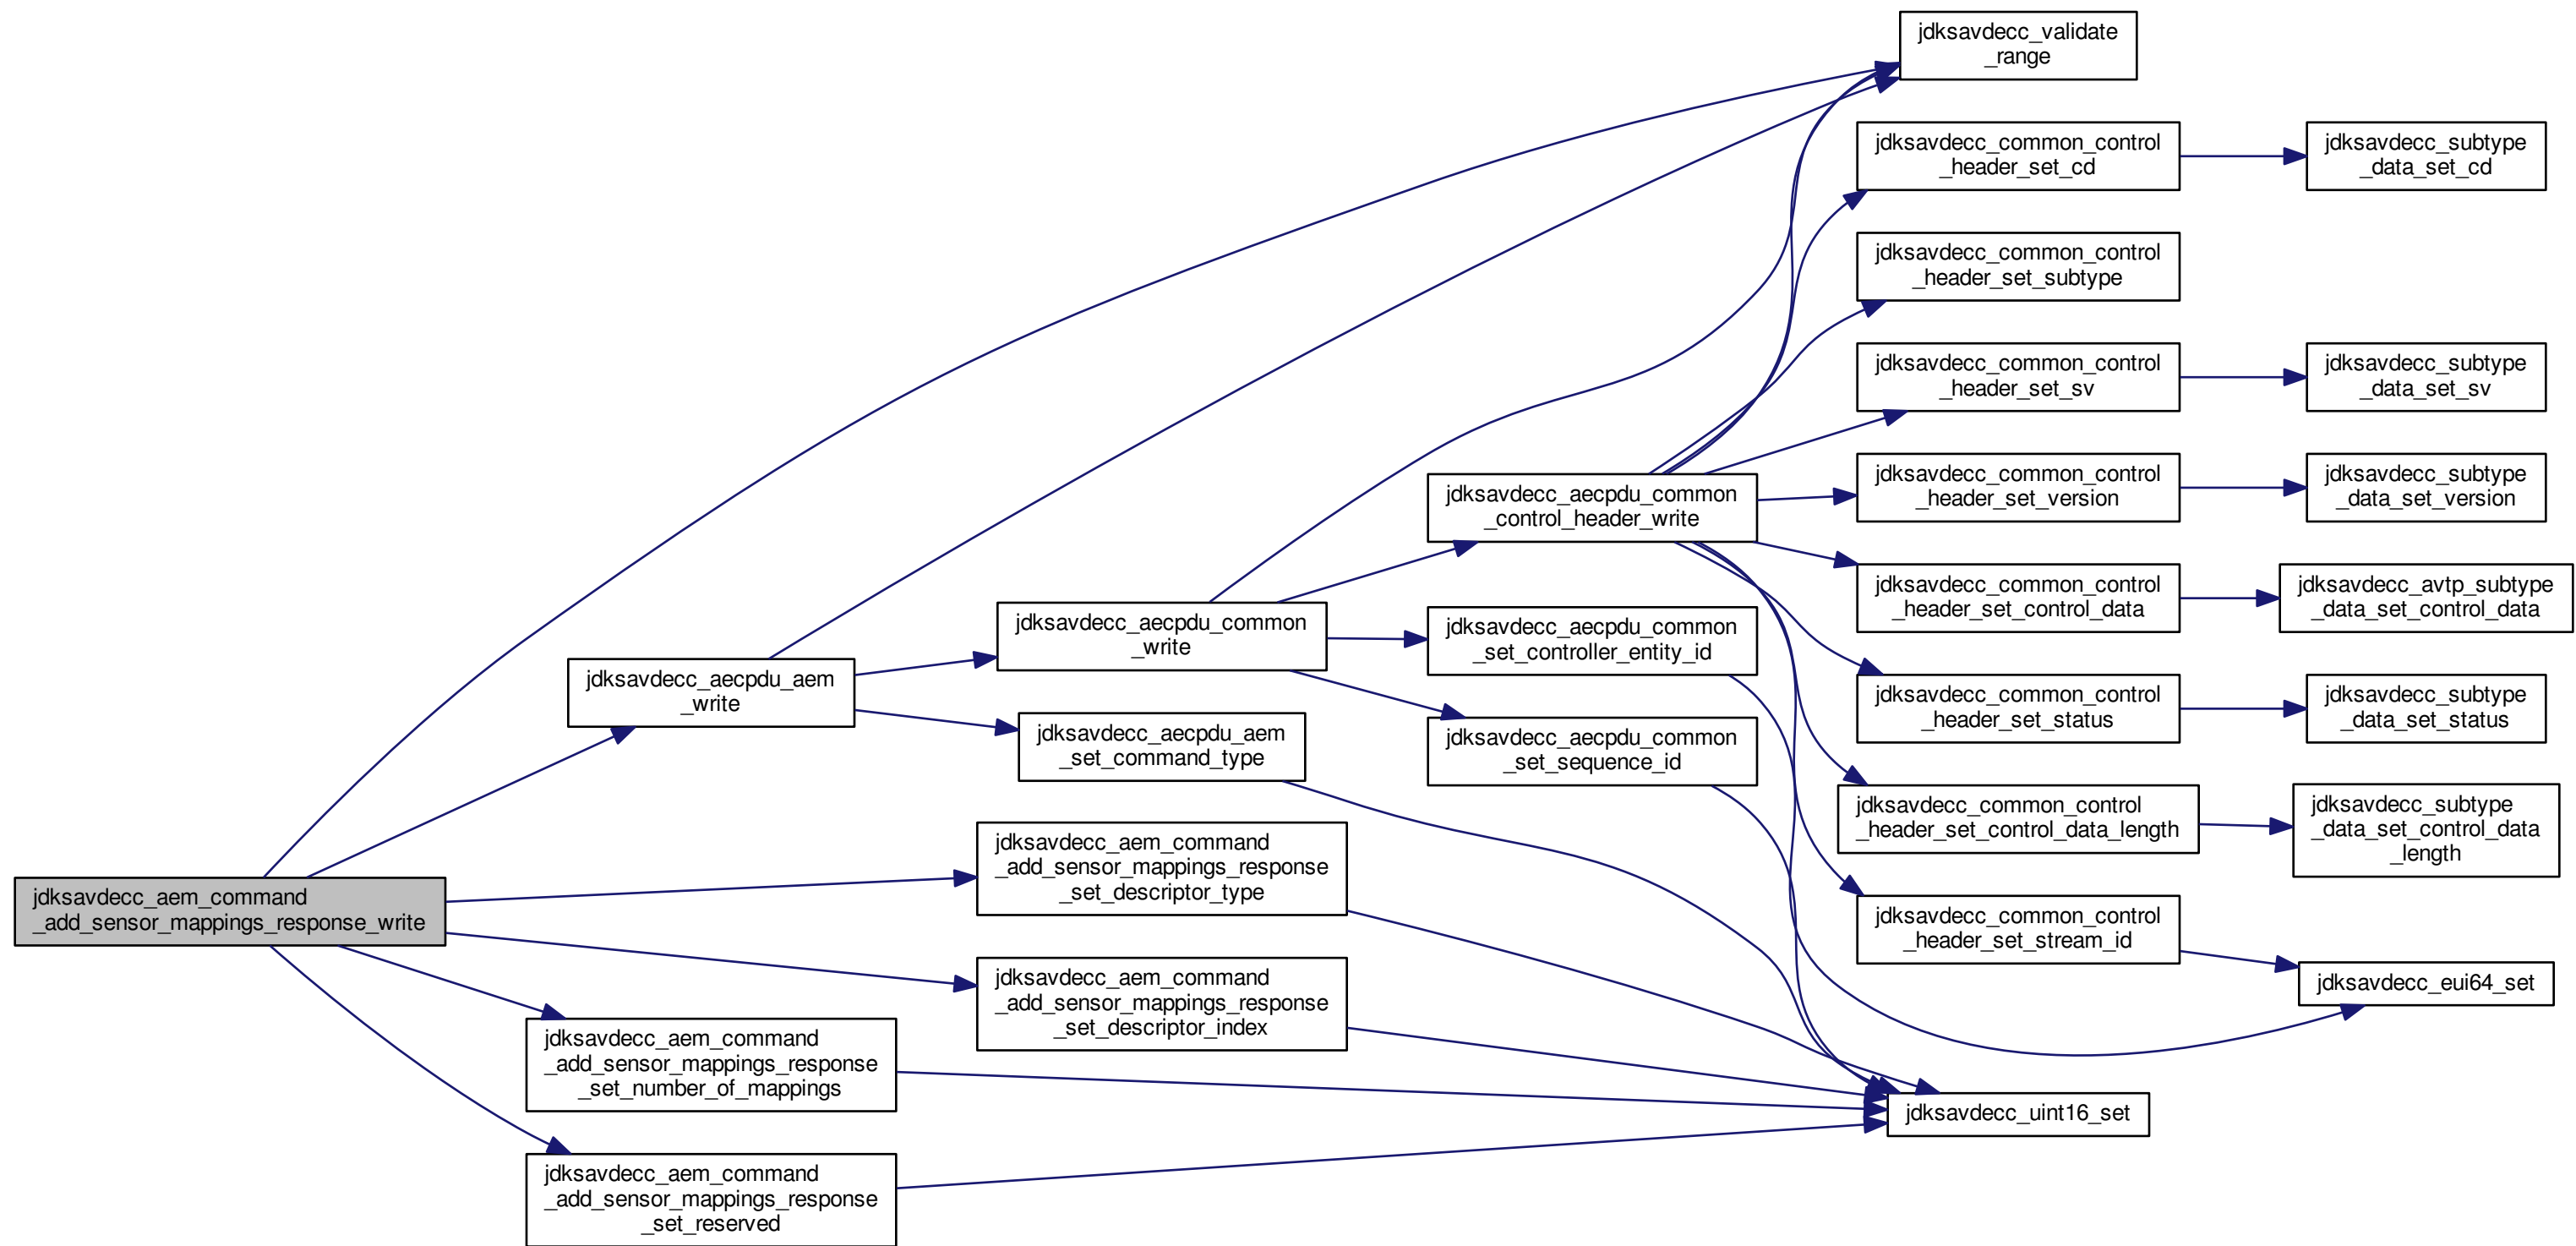 jdksavdecc_aem_command
_add_sensor_mappings_response_write
jdksavdecc_validate
_range
jdksavdecc_aecpdu_aem
_write
jdksavdecc_aecpdu_common
_write
jdksavdecc_aecpdu_common
_control_header_write
jdksavdecc_common_control
_header_set_cd
jdksavdecc_subtype
_data_set_cd
jdksavdecc_common_control
_header_set_subtype
jdksavdecc_common_control
_header_set_sv
jdksavdecc_subtype
_data_set_sv
jdksavdecc_common_control
_header_set_version
jdksavdecc_subtype
_data_set_version
jdksavdecc_common_control
_header_set_control_data
jdksavdecc_avtp_subtype
_data_set_control_data
jdksavdecc_common_control
_header_set_status
jdksavdecc_subtype
_data_set_status
jdksavdecc_common_control
_header_set_control_data_length
jdksavdecc_subtype
_data_set_control_data
_length
jdksavdecc_common_control
_header_set_stream_id
jdksavdecc_eui64_set
jdksavdecc_aecpdu_common
_set_controller_entity_id
jdksavdecc_aecpdu_common
_set_sequence_id
jdksavdecc_aecpdu_aem
_set_command_type
jdksavdecc_aem_command
_add_sensor_mappings_response
_set_descriptor_type
jdksavdecc_aem_command
_add_sensor_mappings_response
_set_descriptor_index
jdksavdecc_aem_command
_add_sensor_mappings_response
_set_number_of_mappings
jdksavdecc_aem_command
_add_sensor_mappings_response
_set_reserved
jdksavdecc_uint16_set